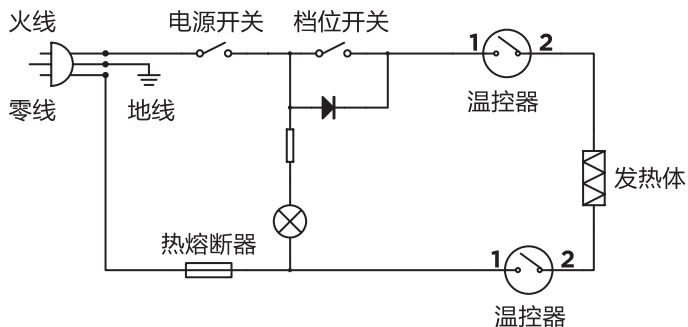 火线 电源开关 档位开关
1 2
温控器
零线 地线
发热体
热熔断器
1 2
温控器